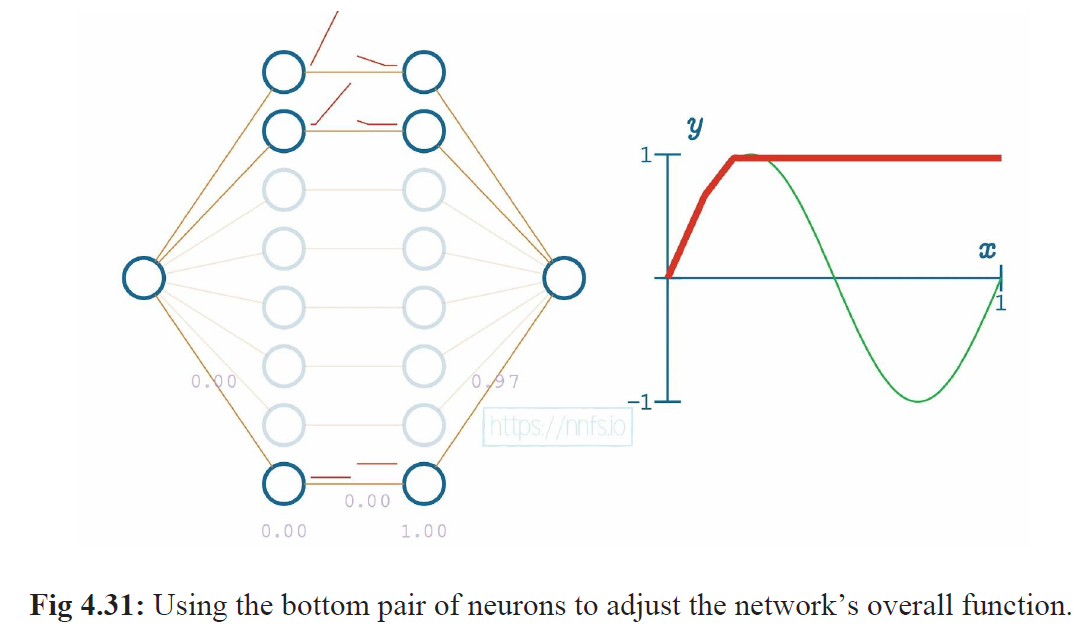 y
1
x
1
0.00
0.97
-1
https://nnfs.io
0.00
0.00
1.00
Fig 4.31: Using the bottom pair of neurons to adjust the network’s overall function.